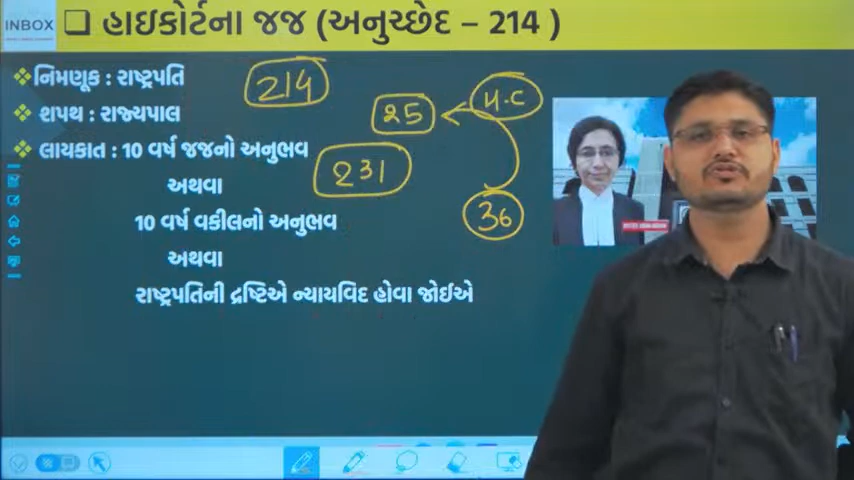 INBOX
❑ હાઇકોર્ટના જજ (અનુચ્છેદ – 214 )
❖ નિમણૂક : રાષ્ટ્રપતિ
214
❖ શપથ : રાજ્યપાલ
25
H.C
❖ લાયકાત : 10 વર્ષ જજનો અનુભવ
231
અથવા
36
10 વર્ષ વકીલનો અનુભવ
અથવા
રાષ્ટ્રપતિની દ્રષ્ટિએ ન્યાયવિદ હોવા જોઈએ